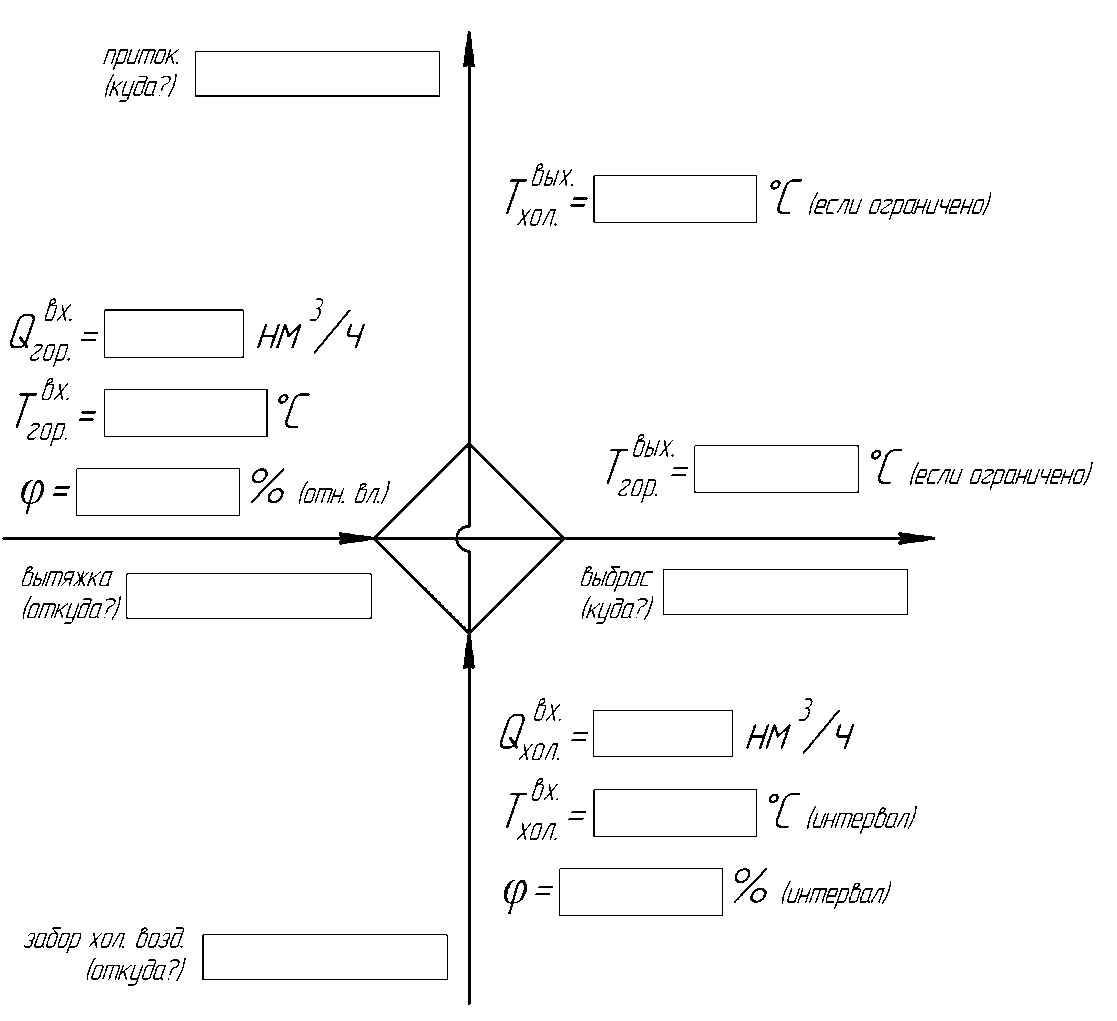 приток.
(куда?)
T вых. хол. = °C (если ограничено)
Q вх. гор. = нм³/ч
T вх. гор. = °C
φ = % (отн. вл.)
T вых. гор. = °C (если ограничено)
вытяжка
(откуда?)
выброс
(куда?)
Q вх. хол. = нм³/ч
T вх. хол. = °C (интервал)
φ = % (интервал)
забор хол. возд.
(откуда?)